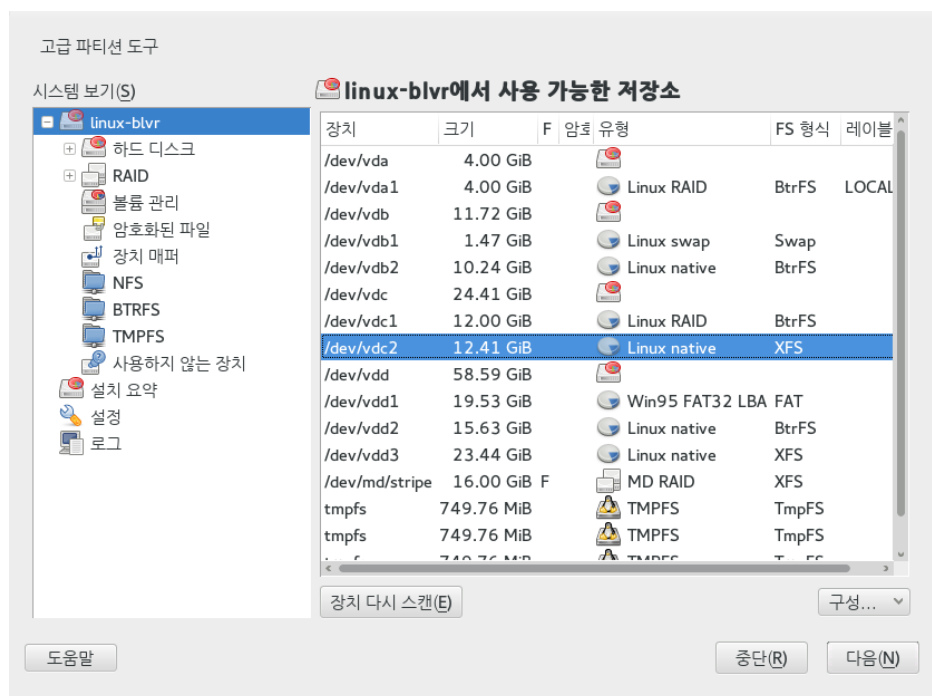 고급 파티션 도구
시스템 보기(S)
linux-blvr에서 사용 가능한 저장소
linux-blvr
하드 디스크
RAID
볼륨 관리
암호화된 파일
장치 매퍼
NFS
BTRFS
TMPFS
사용하지 않는 장치
설치 요약
설정
로그
장치 크기 F 암호 유형 FS 형식 레이블
/dev/vda 4.00 GiB
/dev/vda1 4.00 GiB Linux RAID BtrFS LOCAL
/dev/vdb 11.72 GiB
/dev/vdb1 1.47 GiB Linux swap Swap
/dev/vdb2 10.24 GiB Linux native BtrFS
/dev/vdc 24.41 GiB
/dev/vdc1 12.00 GiB Linux RAID BtrFS
/dev/vdc2 12.41 GiB Linux native XFS
/dev/vdd 58.59 GiB
/dev/vdd1 19.53 GiB Win95 FAT32 LBA FAT
/dev/vdd2 15.63 GiB Linux native BtrFS
/dev/vdd3 23.44 GiB Linux native XFS
/dev/md/stripe 16.00 GiB F MD RAID XFS
tmpfs 749.76 MiB TMPFS TmpFS
tmpfs 749.76 MiB TMPFS TmpFS
장치 다시 스캔(E) 구성...
도움말 중단(R) 다음(N)